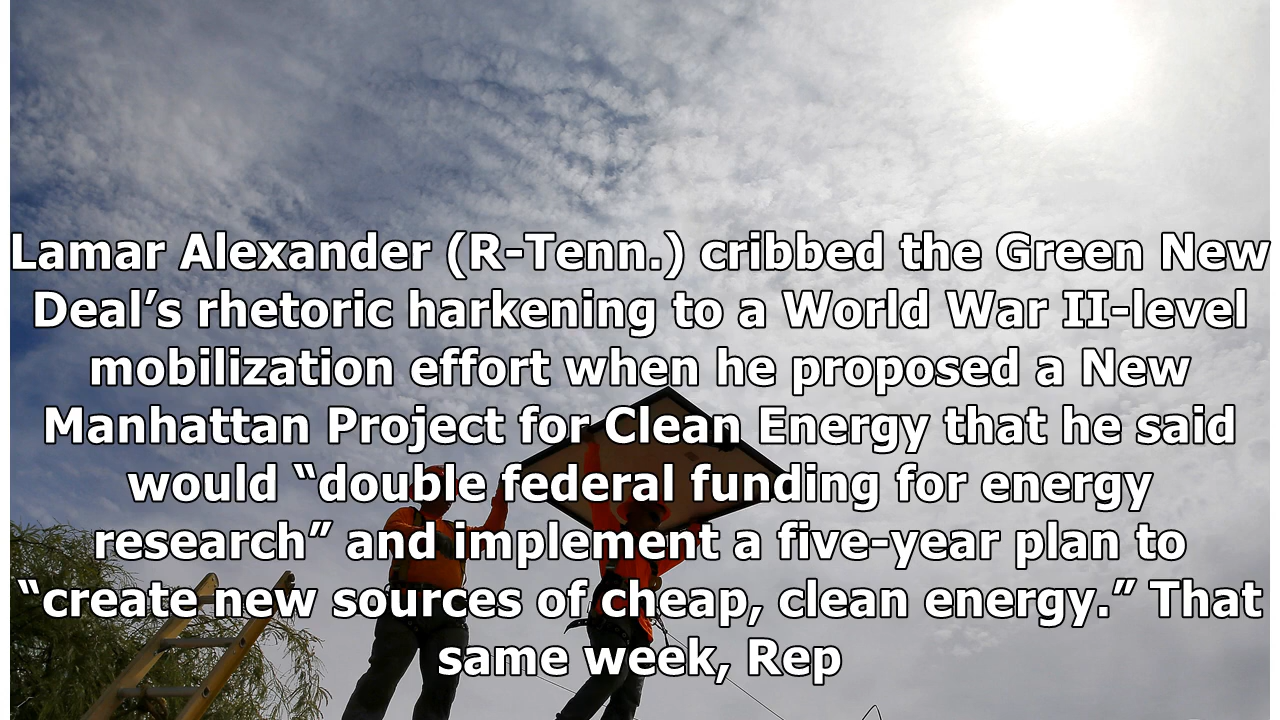 Lamar Alexander (R-Tenn.) cribbed the Green New
Deal’s rhetoric harkening to a World War II-level
mobilization effort when he proposed a New
Manhattan Project for Clean Energy that he said
would “double federal funding for energy
research” and implement a five-year plan to
“create new sources of cheap, clean energy.” That
same week, Rep